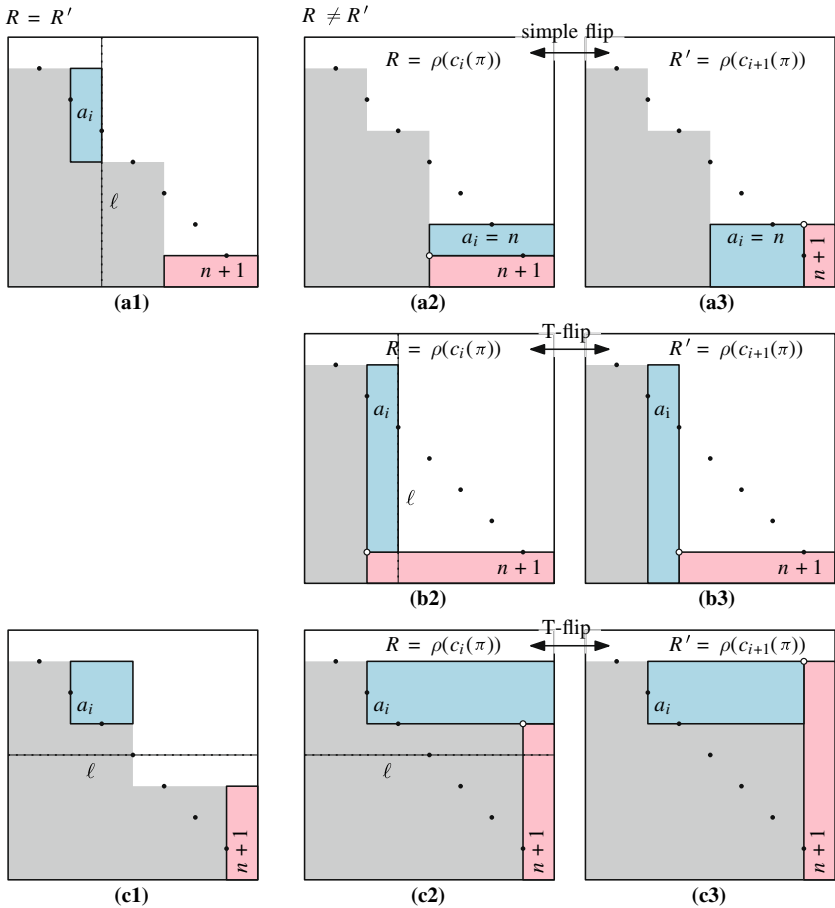 R = R′
R ≠ R′
simple flip
R = ρ(c_i(π))
R′ = ρ(c_{i+1}(π))
a_i
ℓ
n + 1
a_i = n
n + 1
a_i = n
n + 1
(a1)
(a2)
(a3)
T-flip
R = ρ(c_i(π))
R′ = ρ(c_{i+1}(π))
a_i
a_i
ℓ
n + 1
n + 1
(b2)
(b3)
T-flip
R = ρ(c_i(π))
R′ = ρ(c_{i+1}(π))
a_i
a_i
a_i
ℓ
ℓ
n + 1
n + 1
n + 1
(c1)
(c2)
(c3)